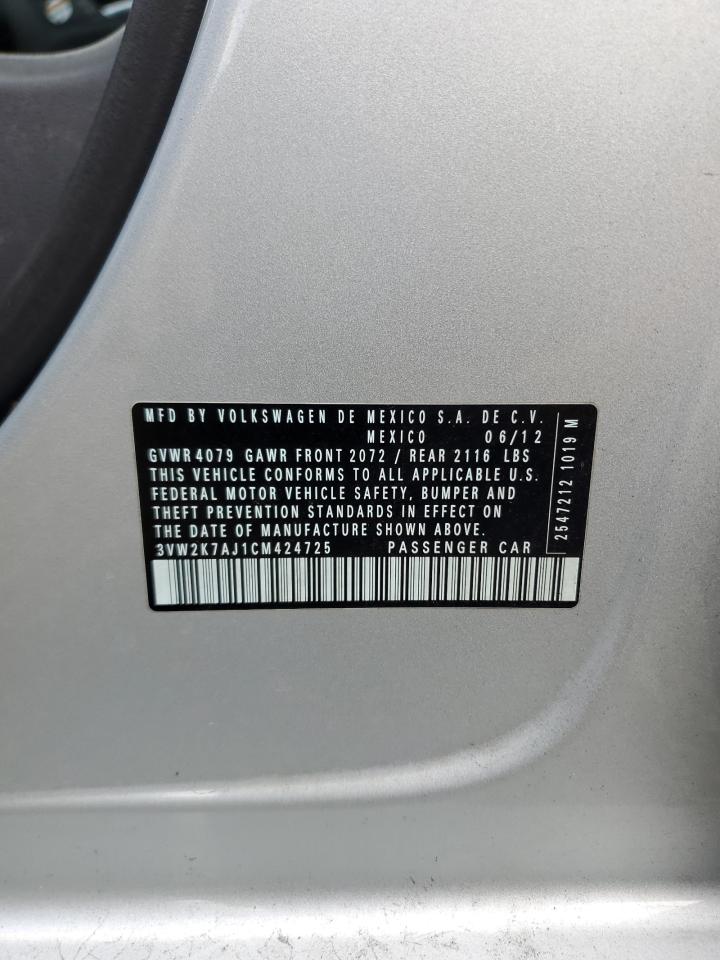 MFD BY VOLKSWAGEN DE MEXICO S.A. DE C.V.
MEXICO 06/12
GVWR 4079 GAWR FRONT 2072 / REAR 2116 LBS
THIS VEHICLE CONFORMS TO ALL APPLICABLE U.S.
FEDERAL MOTOR VEHICLE SAFETY, BUMPER AND
THEFT PREVENTION STANDARDS IN EFFECT ON
THE DATE OF MANUFACTURE SHOWN ABOVE.
3VW2K7AJ1CM424725 PASSENGER CAR
2547212 1019 M